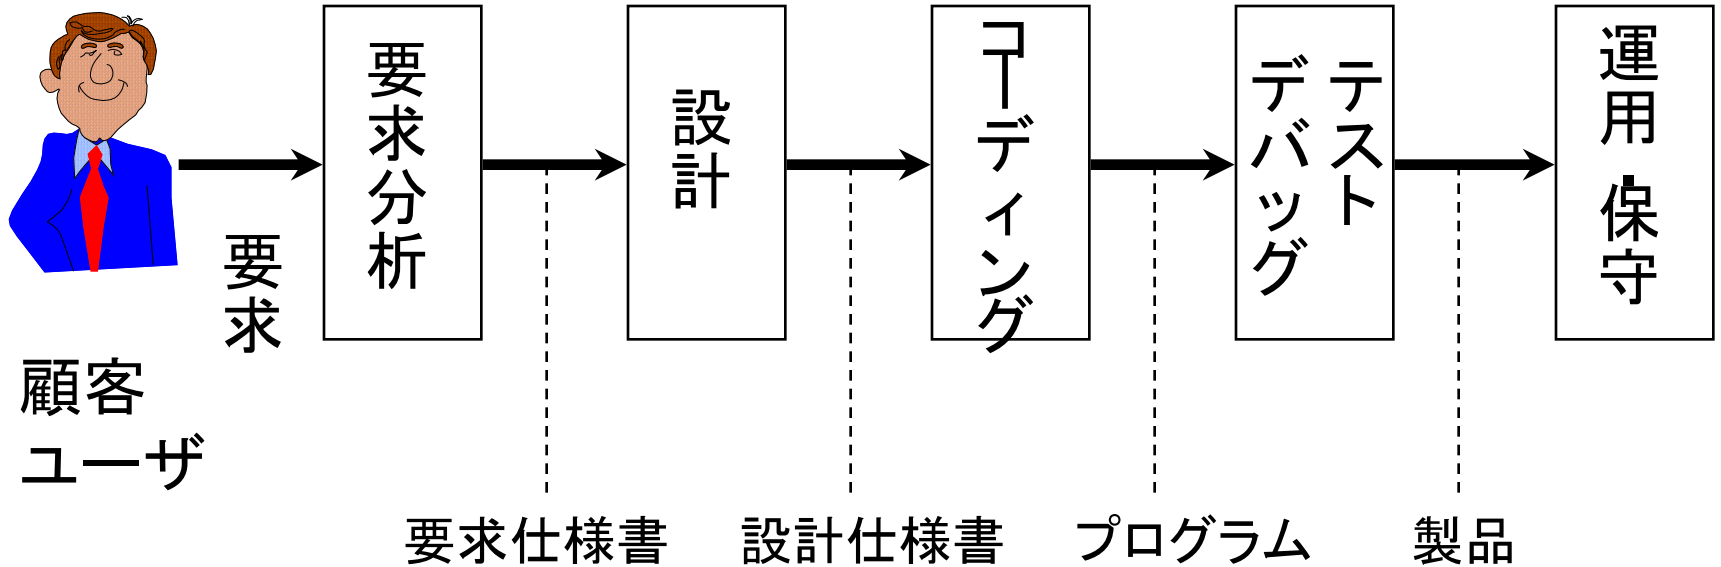 顧客
ユーザ
要求
要求分析
設計
コーディング
テスト
デバッグ
運用・保守
要求仕様書
設計仕様書
プログラム
製品